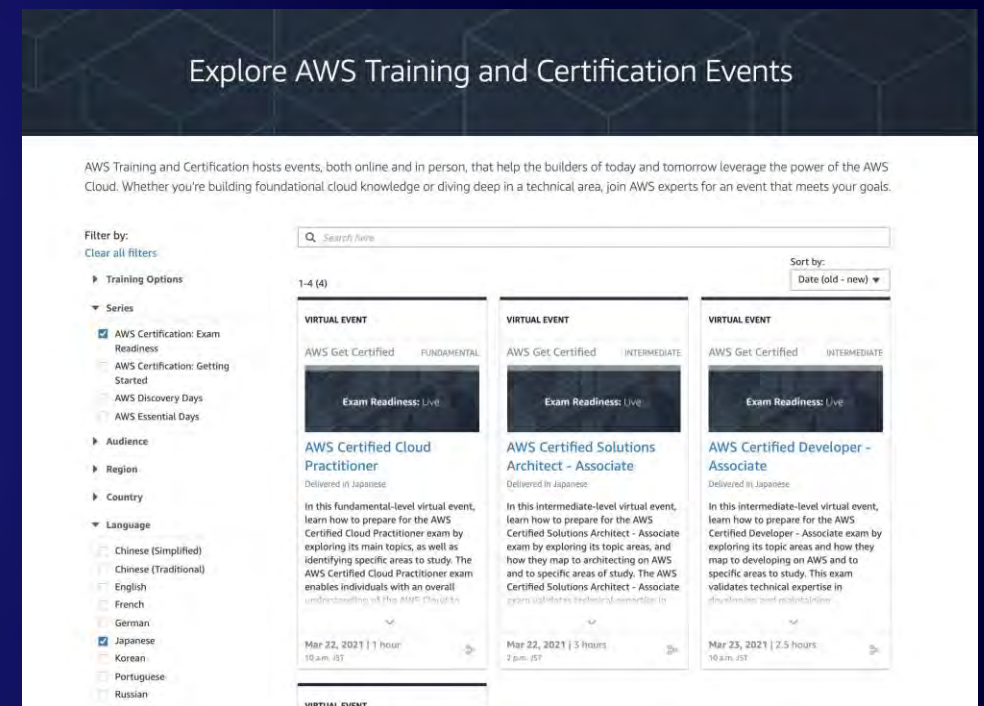 Explore AWS Training and Certification Events
AWS Training and Certification hosts events, both online and in person, that help the builders of today and tomorrow leverage the power of the AWS
Cloud. Whether you're building foundational cloud knowledge or diving deep in a technical area, join AWS experts for an event that meets your goals.
Filter by:
Clear all filters
Training Options
Series
AWS Certification: Exam
Readiness
AWS Certification: Getting
Started
AWS Discovery Days
AWS Essential Days
Audience
Region
Country
Language
Chinese (Simplified)
Chinese (Traditional)
English
French
German
Japanese
Korean
Portuguese
Russian
Search here
Sort by:
1-4 (4)
Date (old - new)
VIRTUAL EVENT
AWS Get Certified FUNDAMENTAL
Exam Readiness: Live
AWS Certified Cloud
Practitioner
Delivered in Japanese
In this fundamental-level virtual event,
learn how to prepare for the AWS
Certified Cloud Practitioner exam by
exploring its main topics, as well as
identifying specific areas to study. The
AWS Certified Cloud Practitioner exam
enables individuals with an overall
understanding of the AWS Cloud to
Mar 22, 2021 | 1 hour
10 a.m. JST
VIRTUAL EVENT
AWS Get Certified INTERMEDIATE
Exam Readiness: Live
AWS Certified Solutions
Architect - Associate
Delivered in Japanese
In this intermediate-level virtual event,
learn how to prepare for the AWS
Certified Solutions Architect - Associate
exam by exploring its topic areas, and
how they map to architecting on AWS
and to specific areas of study. The AWS
Certified Solutions Architect - Associate
exam validates technical expertise in
Mar 22, 2021 | 3 hours
2 p.m. JST
VIRTUAL EVENT
AWS Get Certified INTERMEDIATE
Exam Readiness: Live
AWS Certified Developer -
Associate
Delivered in Japanese
In this intermediate-level virtual event,
learn how to prepare for the AWS
Certified Developer - Associate exam by
exploring its topic areas and how they
map to developing on AWS and to
specific areas to study. This exam
validates technical expertise in
developing and maintaining
Mar 23, 2021 | 2.5 hours
10 a.m. JST
VIRTUAL EVENT